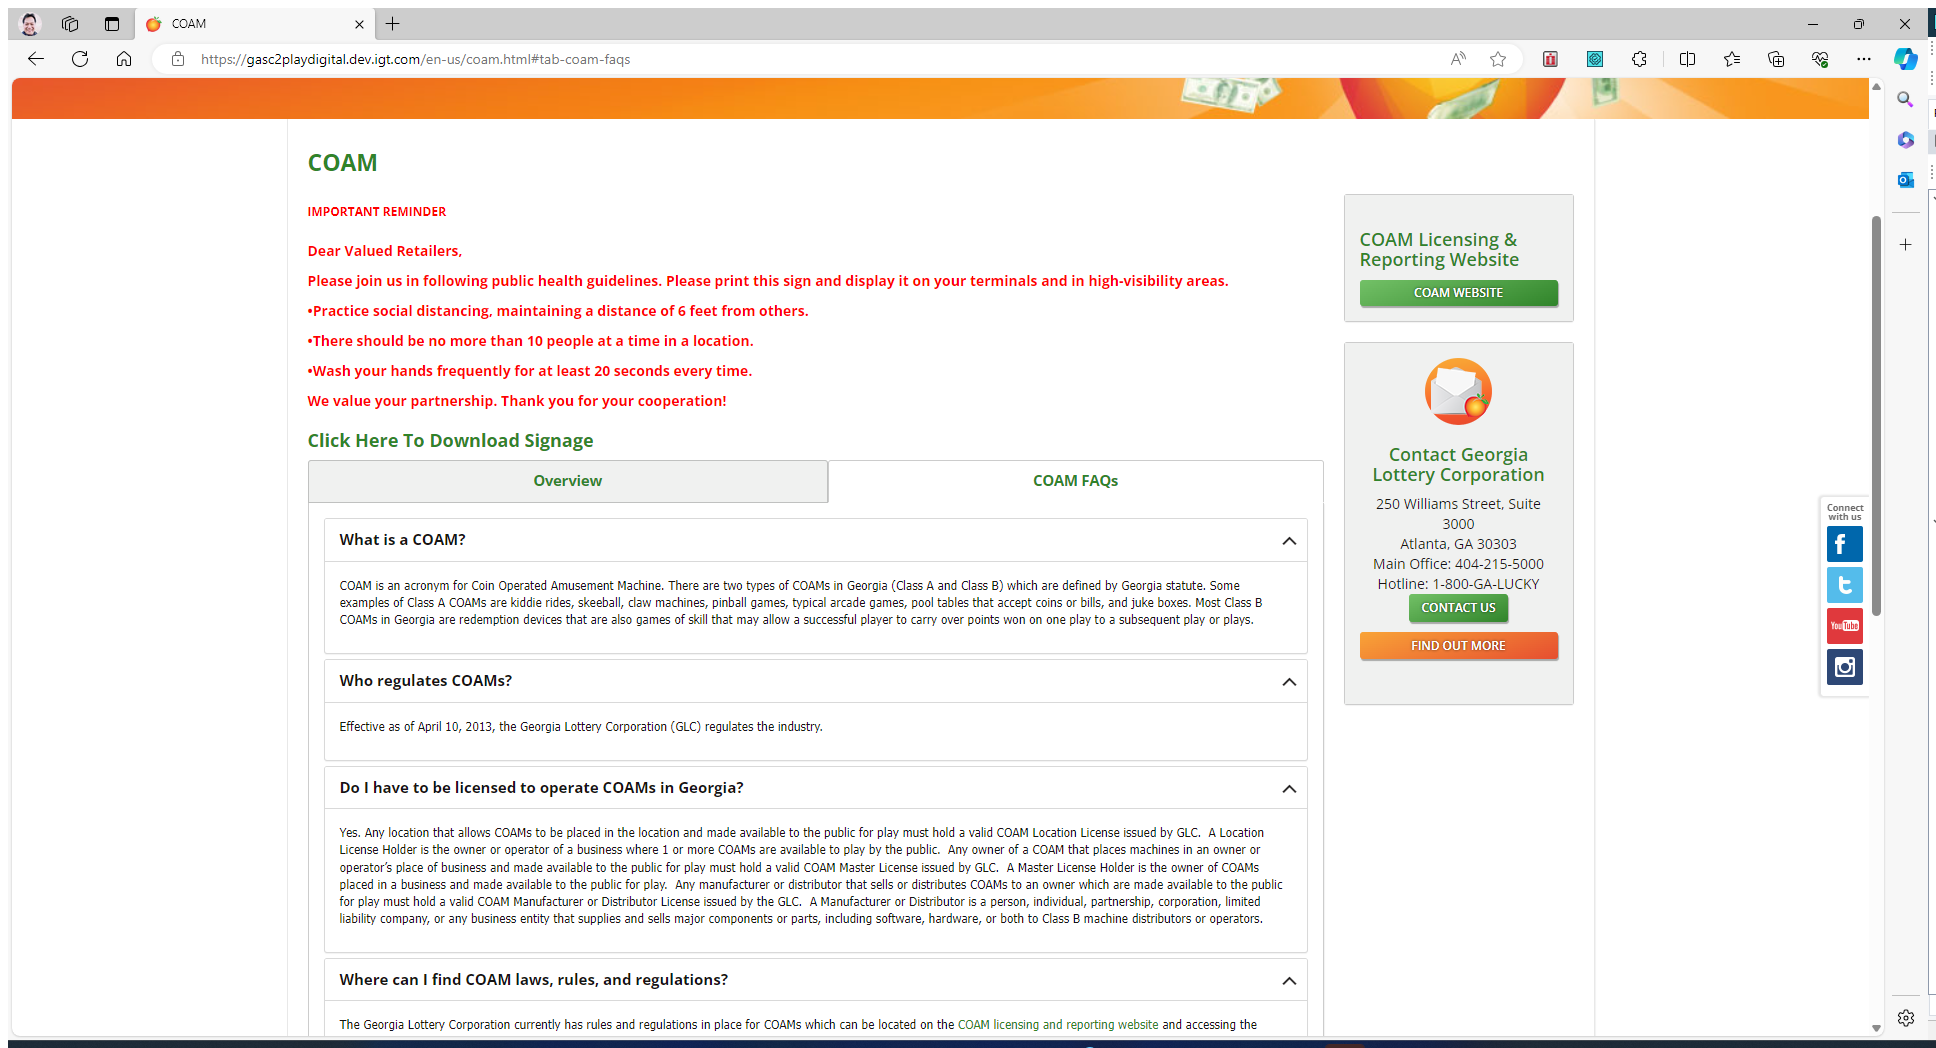 COAM
https://gasc2playdigital.dev.igt.com/en-us/coam.html#tab-coam-faqs
COAM
IMPORTANT REMINDER
Dear Valued Retailers,
Please join us in following public health guidelines. Please print this sign and display it on your terminals and in high-visibility areas.
•Practice social distancing, maintaining a distance of 6 feet from others.
•There should be no more than 10 people at a time in a location.
•Wash your hands frequently for at least 20 seconds every time.
We value your partnership. Thank you for your cooperation!
Click Here To Download Signage
Overview
COAM FAQs
What is a COAM?
COAM is an acronym for Coin Operated Amusement Machine. There are two types of COAMs in Georgia (Class A and Class B) which are defined by Georgia statute. Some
examples of Class A COAMs are kiddie rides, skeeball, claw machines, pinball games, typical arcade games, pool tables that accept coins or bills, and juke boxes. Most Class B
COAMs in Georgia are redemption devices that are also games of skill that may allow a successful player to carry over points won on one play to a subsequent play or plays.
Who regulates COAMs?
Effective as of April 10, 2013, the Georgia Lottery Corporation (GLC) regulates the industry.
Do I have to be licensed to operate COAMs in Georgia?
Yes. Any location that allows COAMs to be placed in the location and made available to the public for play must hold a valid COAM Location License issued by GLC.  A Location
License Holder is the owner or operator of a business where 1 or more COAMs are available to play by the public.  Any owner of a COAM that places machines in an owner or
operator's place of business and made available to the public for play must hold a valid COAM Master License issued by GLC.  A Master License Holder is the owner of COAMs
placed in a business and made available to the public for play.  Any manufacturer or distributor that sells or distributes COAMs to an owner which are made available to the public
for play must hold a valid COAM Manufacturer or Distributor License issued by the GLC.  A Manufacturer or Distributor is a person, individual, partnership, corporation, limited
liability company, or any business entity that supplies and sells major components or parts, including software, hardware, or both to Class B machine distributors or operators.
Where can I find COAM laws, rules, and regulations?
The Georgia Lottery Corporation currently has rules and regulations in place for COAMs which can be located on the COAM licensing and reporting website and accessing the
COAM Licensing &
Reporting Website
COAM WEBSITE
Contact Georgia
Lottery Corporation
250 Williams Street, Suite
3000
Atlanta, GA 30303
Main Office: 404-215-5000
Hotline: 1-800-GA-LUCKY
CONTACT US
FIND OUT MORE
Connect
with us
YouTube